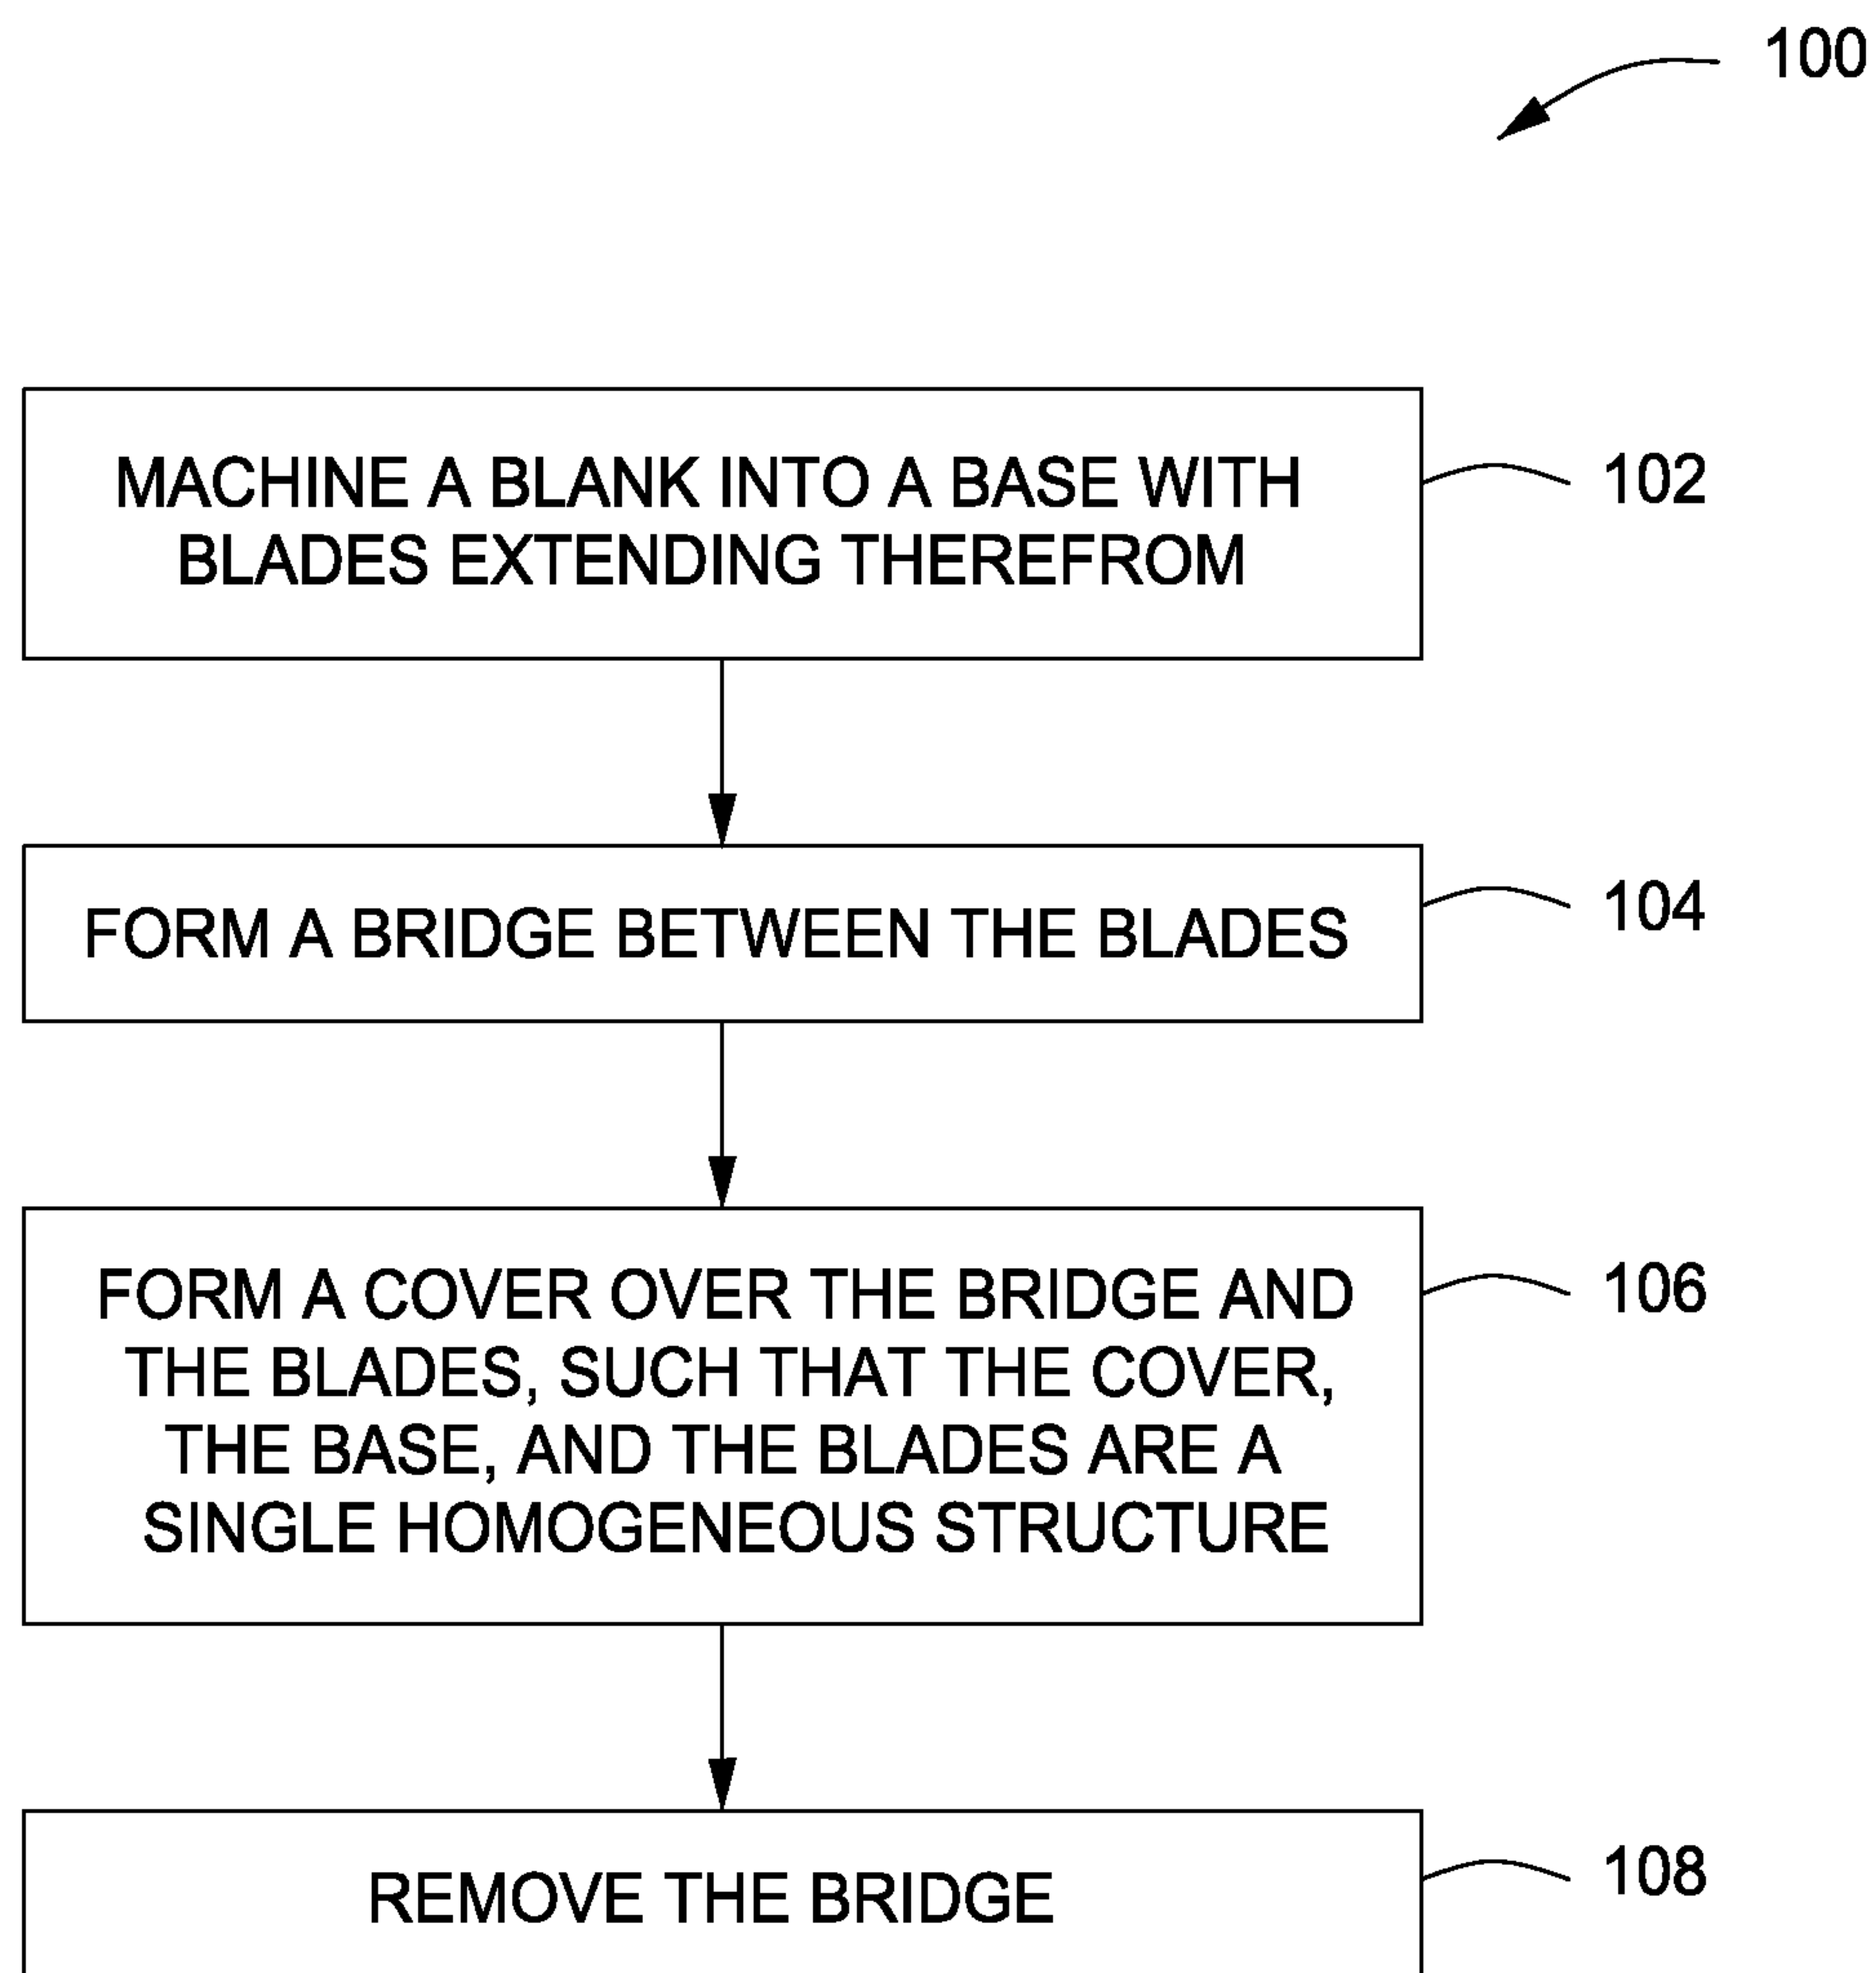 100
MACHINE A BLANK INTO A BASE WITH
BLADES EXTENDING THEREFROM
102
FORM A BRIDGE BETWEEN THE BLADES
104
FORM A COVER OVER THE BRIDGE AND
THE BLADES, SUCH THAT THE COVER,
THE BASE, AND THE BLADES ARE A
SINGLE HOMOGENEOUS STRUCTURE
106
REMOVE THE BRIDGE
108